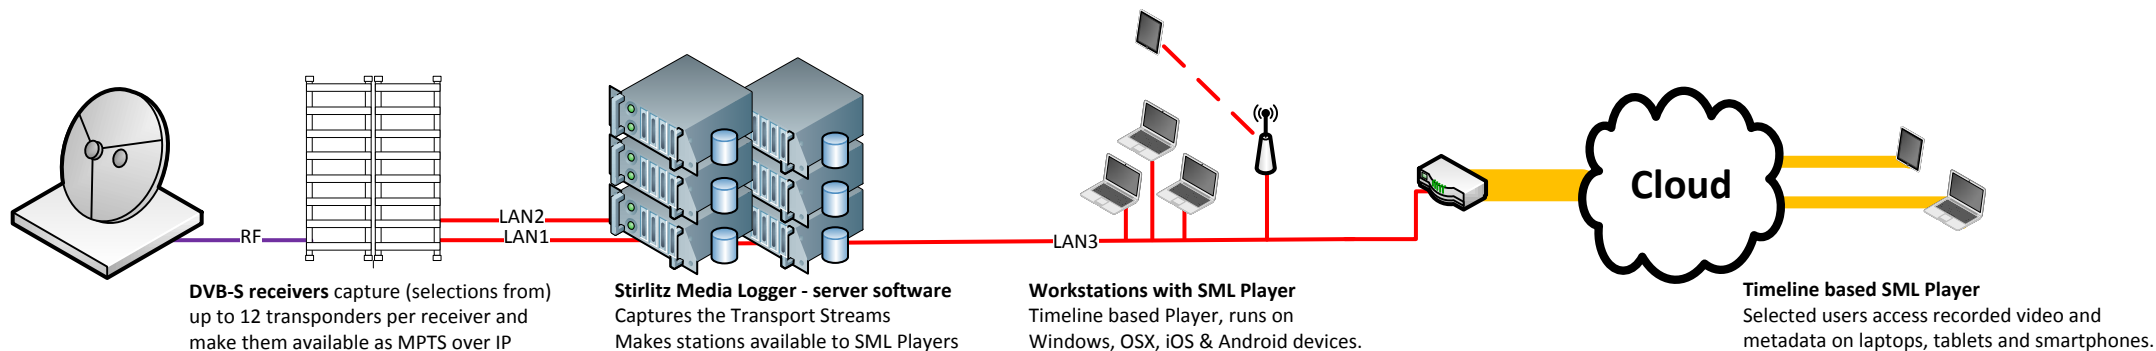 RF
LAN2
LAN1
LAN3
Cloud
DVB-S receivers capture (selections from)
up to 12 transponders per receiver and
make them available as MPTS over IP
Stirlitz Media Logger - server software
Captures the Transport Streams
Makes stations available to SML Players
Workstations with SML Player
Timeline based Player, runs on
Windows, OSX, iOS & Android devices.
Timeline based SML Player
Selected users access recorded video and
metadata on laptops, tablets and smartphones.